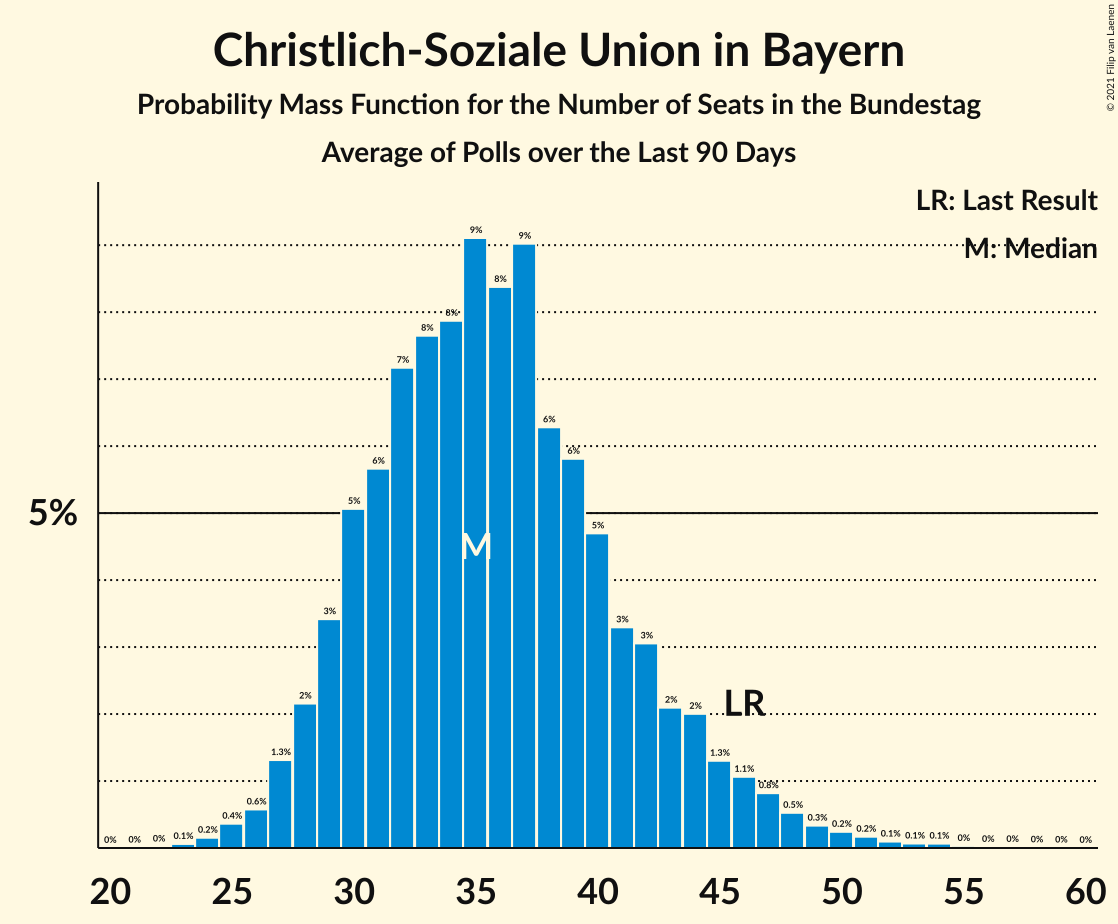 Christlich-Soziale Union in Bayern
Probability Mass Function for the Number of Seats in the Bundestag
Average of Polls over the Last 90 Days
© 2021 Filip van Laenen
LR: Last Result
M: Median
5%
0% 0% 0% 0.1% 0.2% 0.4% 0.6% 1.3% 2% 3% 5% 6% 7% 8% 8% 9% 8% 9% 6% 6% 5% 3% 3% 2% 2% 1.3% 1.1% 0.8% 0.5% 0.3% 0.2% 0.2% 0.1% 0.1% 0.1% 0% 0% 0% 0% 0% 0%
M
LR
20 25 30 35 40 45 50 55 60